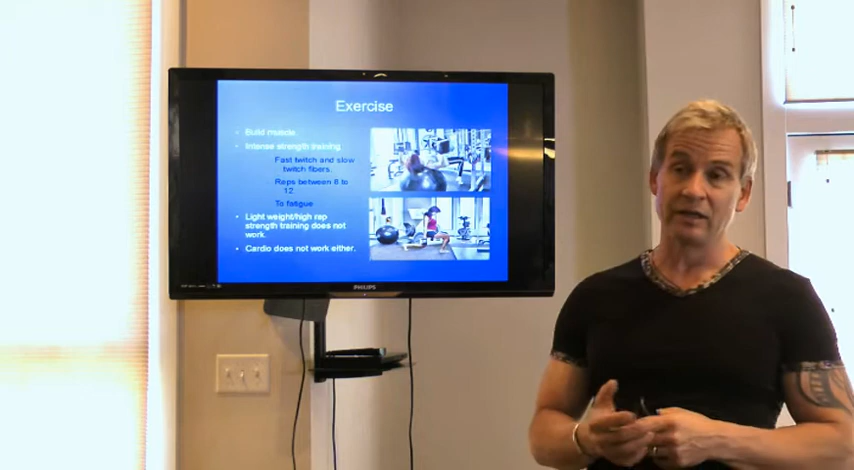 Exercise
• Build muscle.
• Intense strength training
Fast twitch and slow
twitch fibers.
Reps between 8 to
12
To fatigue
• Light weight/high rep
strength training does not
work.
• Cardio does not work either.
PHILIPS